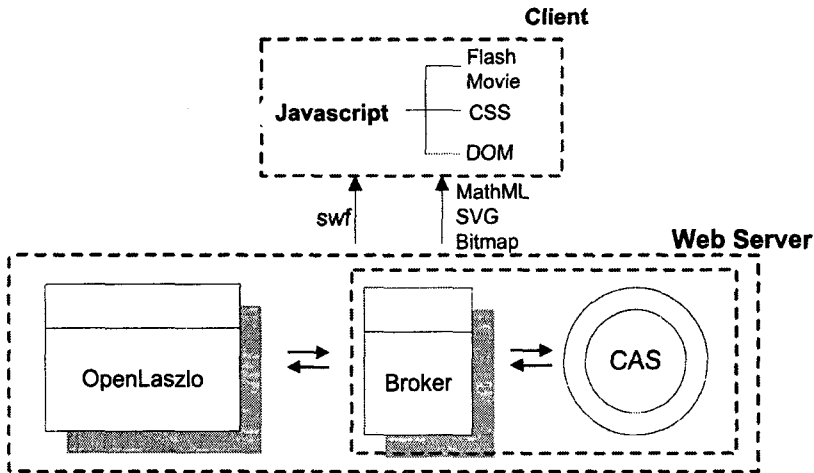 Client
Flash
Movie
Javascript
CSS
DOM
swf
MathML
SVG
Bitmap
Web Server
OpenLaszlo
Broker
CAS